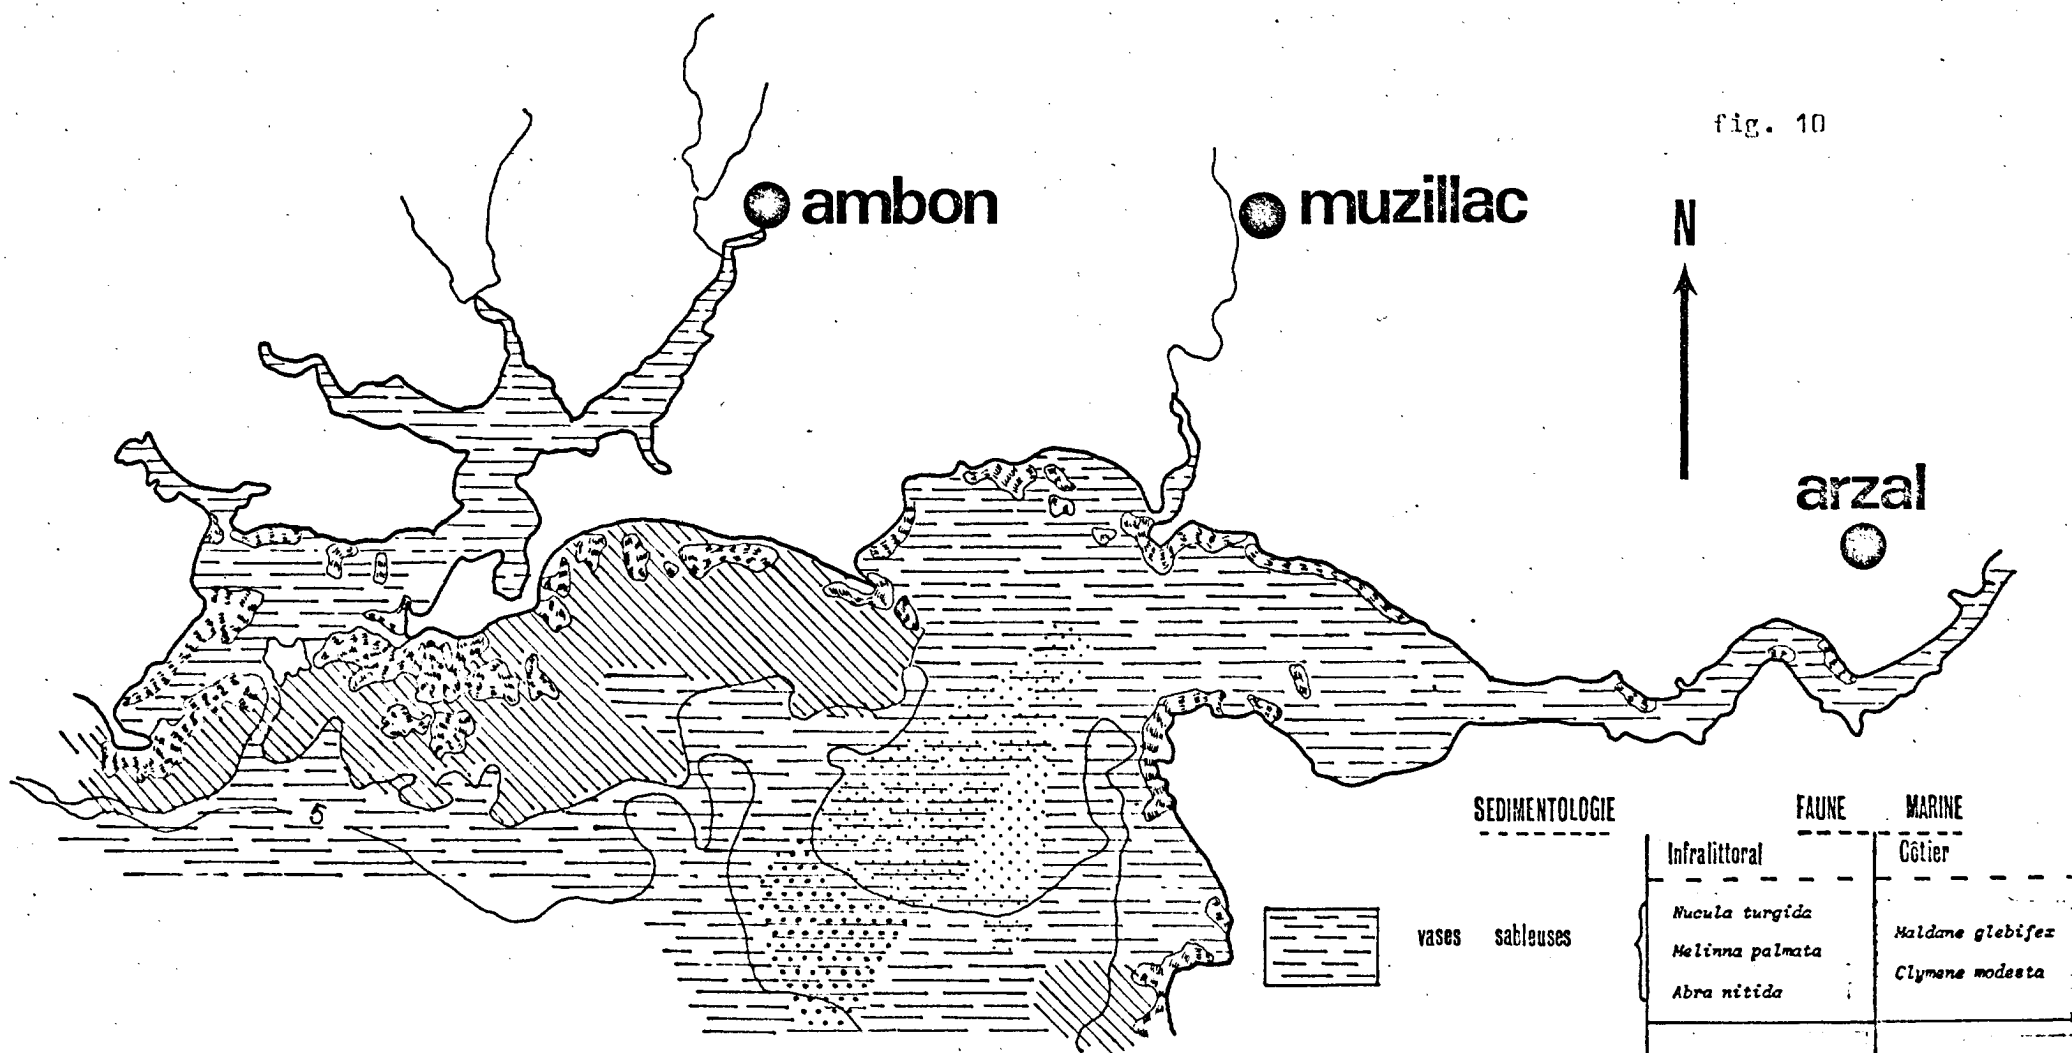 fig. 10
ambon
muzillac
N
arzal
5
SEDIMENTOLOGIE
FAUNE MARINE
Infralittoral
Côtier
vases sableuses
Nucula turgida
Melinna palmata
Abra nitida
Maldane glebifex
Clymene modesta